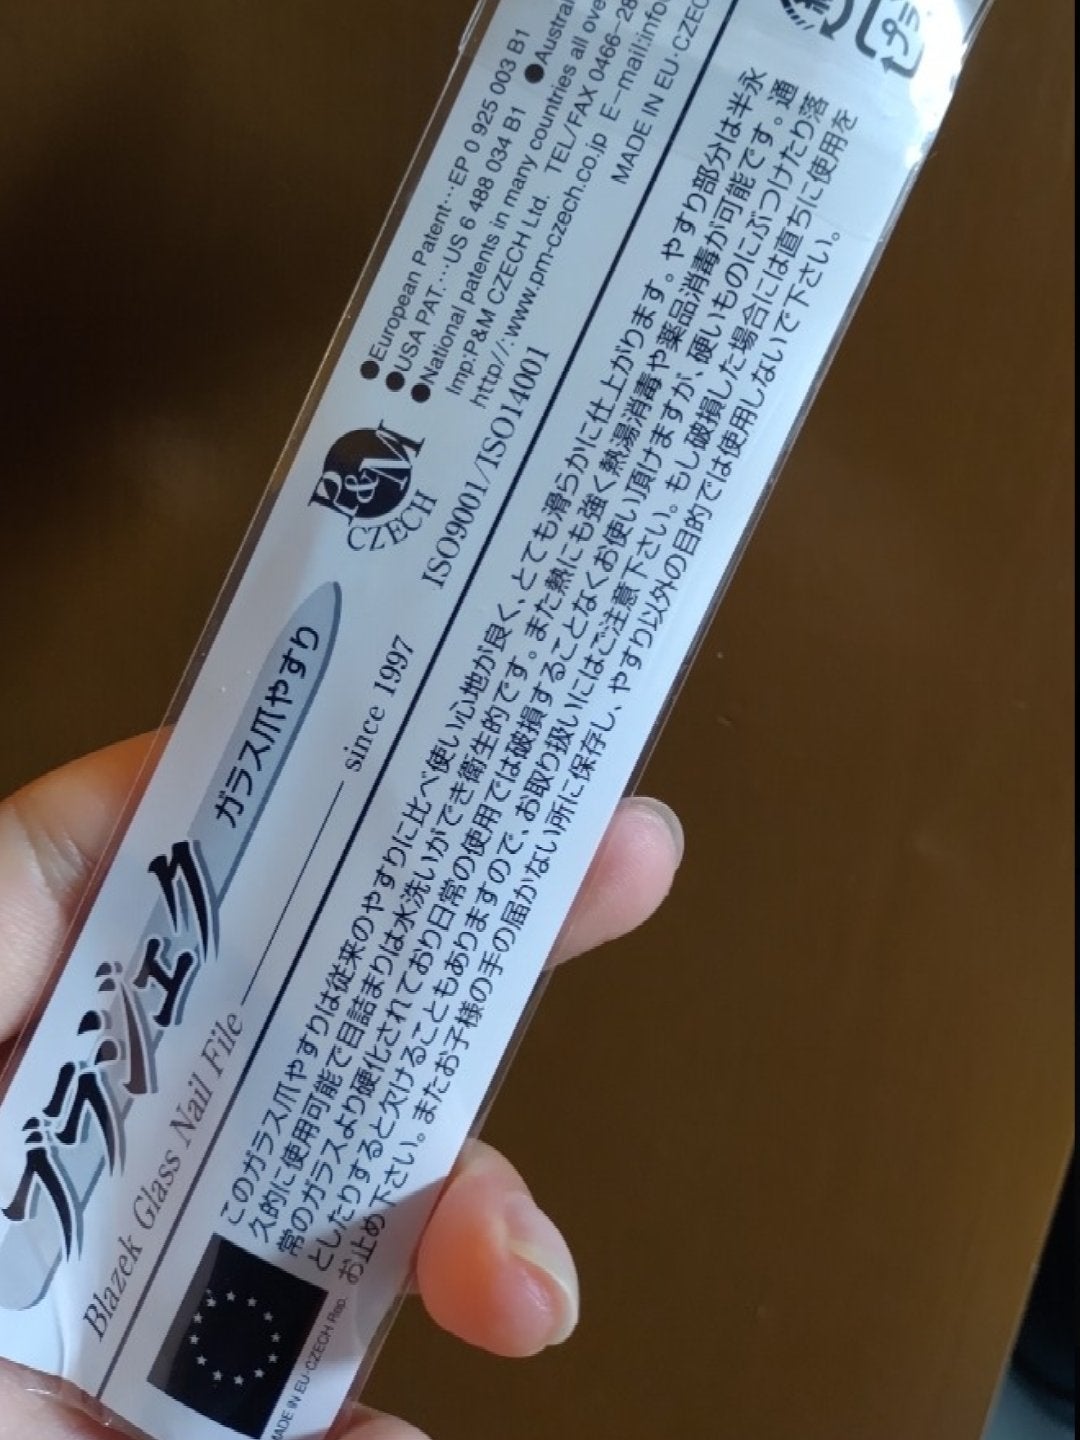 ブラジェク
ガラス爪やすり
Blazek Glass Nail File
since 1997
P&M
CZECH
●European Patent…EP 0 925 003 B1
●USA PAT.…US 6 488 034 B1 ●Austral
●National patents in many countries all ove
Imp:P&M CZECH Ltd. TEL/FAX 0466-28
http//:www.pm-czech.co.jp E-mail:info
ISO9001/ISO14001
MADE IN EU·CZEC
プラ
このガラス爪やすりは従来のやすりに比べ使い心地が良く、とても滑らかに仕上がります。やすり部分は半永
久的に使用可能で目詰まりは水洗いができ衛生的です。また熱にも強く熱湯消毒や薬品消毒が可能です。通
常のガラスより硬化されており日常の使用では破損することなくお使い頂けますが、硬いものにぶつけたり落
としたりすると欠けることもありますので、お取り扱いにはご注意下さい。もし破損した場合には直ちに使用を
お止め下さい。またお子様の手の届かない所に保存し、やすり以外の目的では使用しないで下さい。
MADE IN EU·CZECH Rep.